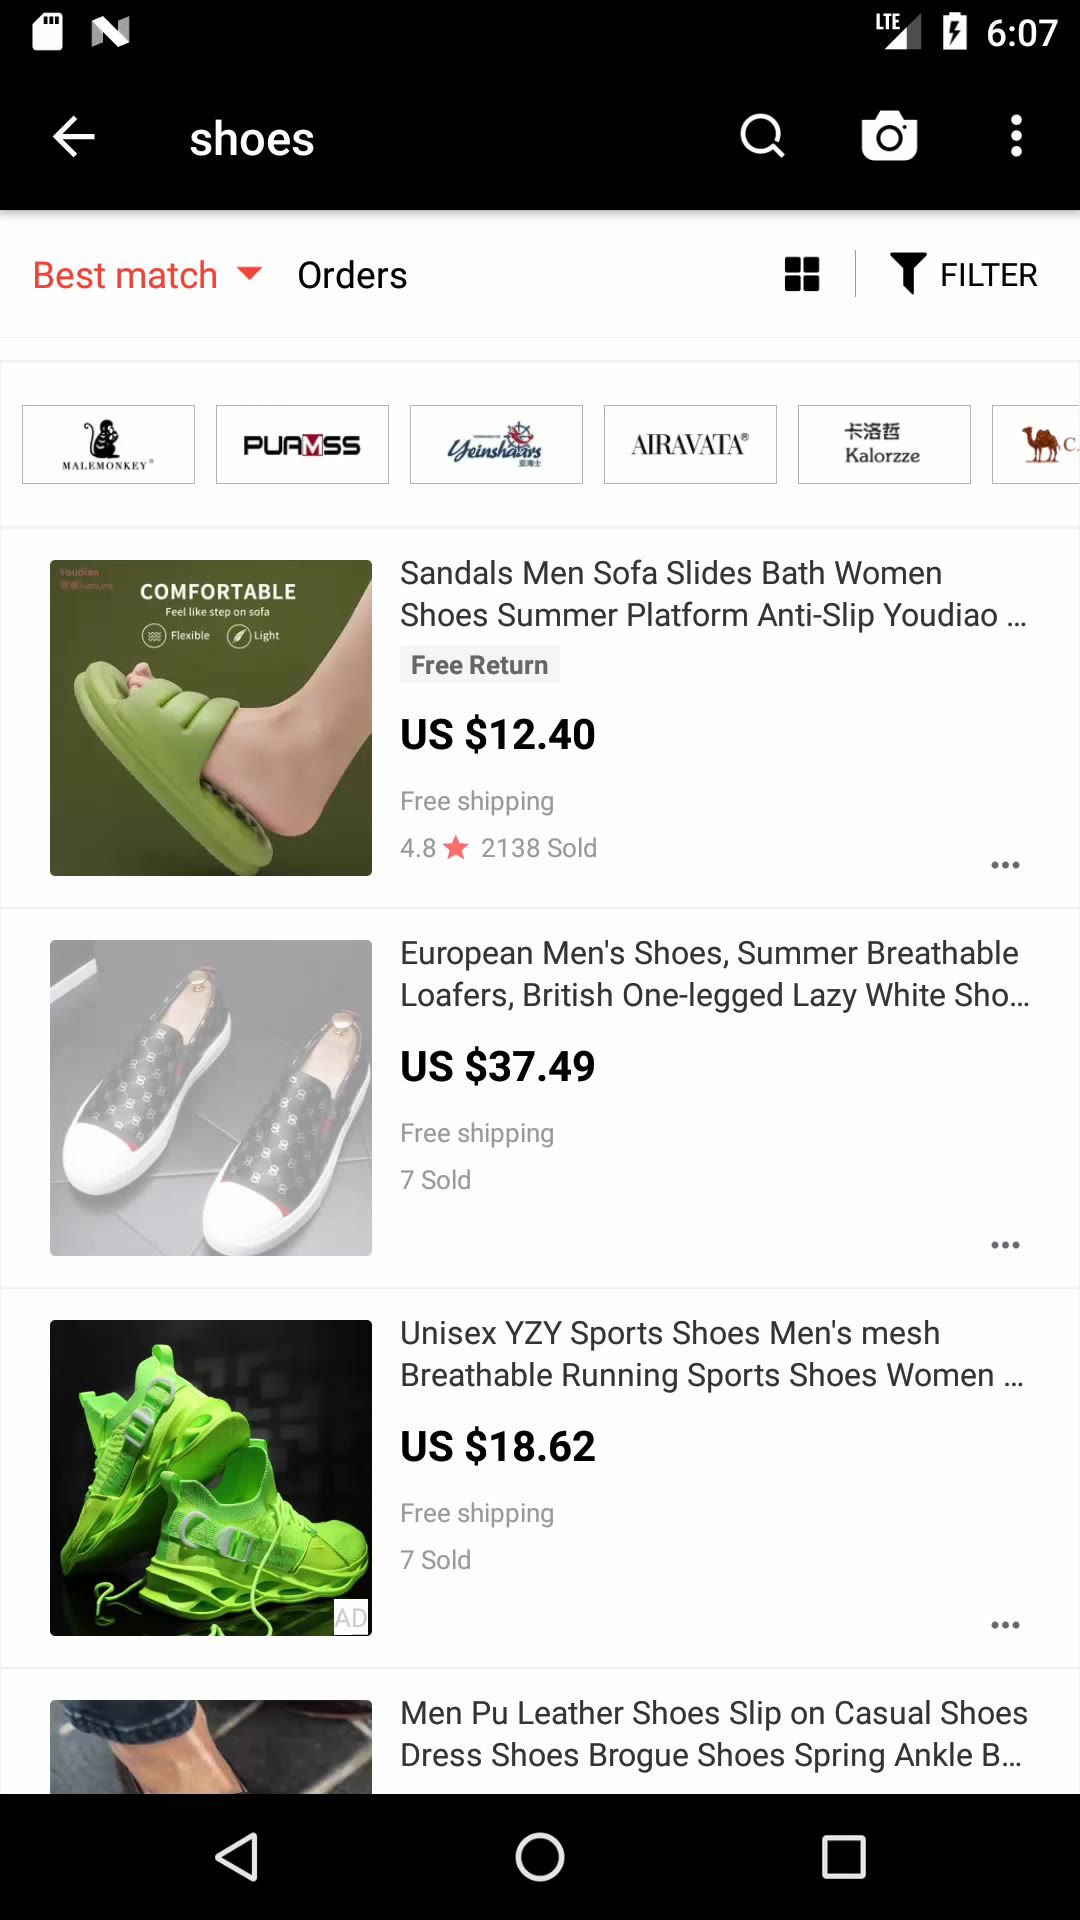 LTE 6:07
shoes
Best match Orders FILTER
MALEMONKEY®
PUAMSS
Yeinshaars
亚海士
AIRAVATA®
卡洛哲
Kalorzze
C
Youdiao
COMFORTABLE
Feel like step on sofa
Flexible Light
Sandals Men Sofa Slides Bath Women
Shoes Summer Platform Anti-Slip Youdiao ...
Free Return
US $12.40
Free shipping
4.8 2138 Sold
European Men's Shoes, Summer Breathable
Loafers, British One-legged Lazy White Sho...
US $37.49
Free shipping
7 Sold
Unisex YZY Sports Shoes Men's mesh
Breathable Running Sports Shoes Women ...
US $18.62
Free shipping
7 Sold
AD
Men Pu Leather Shoes Slip on Casual Shoes
Dress Shoes Brogue Shoes Spring Ankle B...